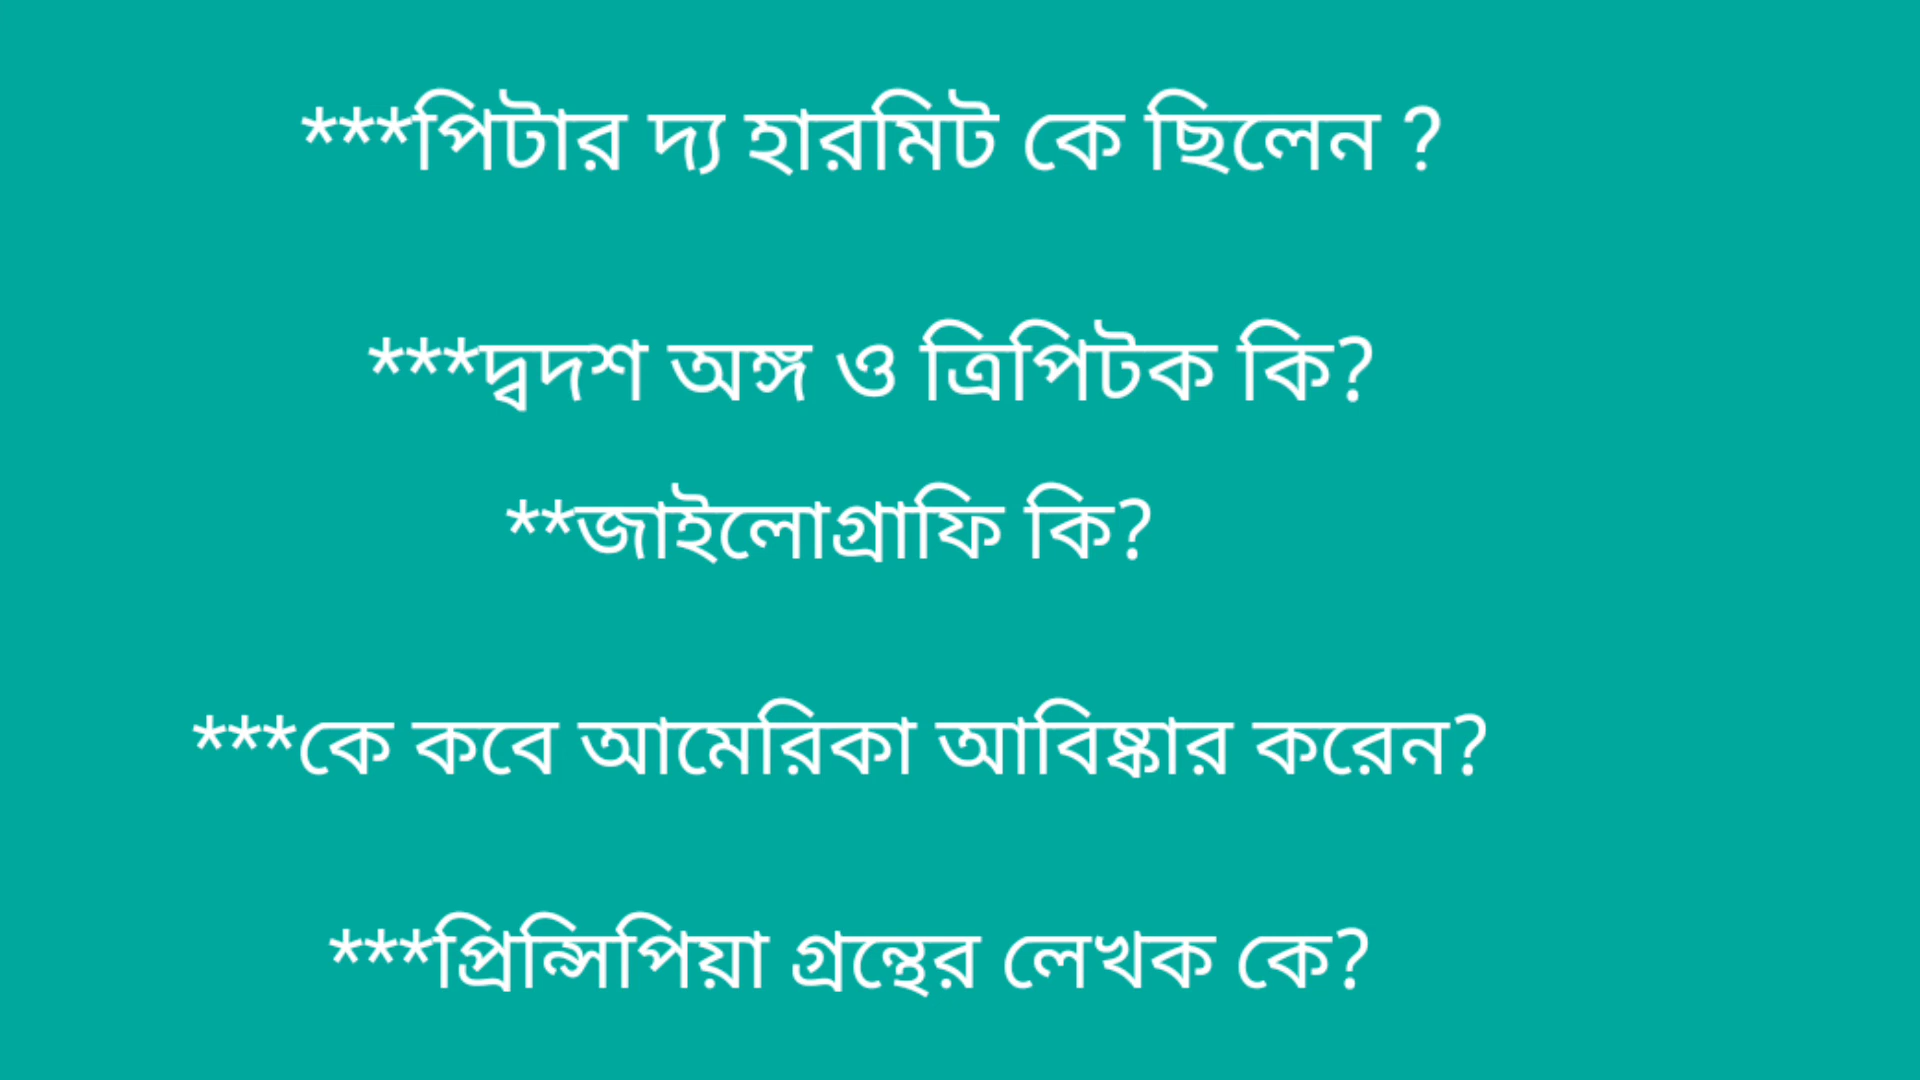 ***পিটার দ্য হারমিট কে ছিলেন ?
***দ্বদশ অঙ্গ ও ত্রিপিটক কি?
**জাইলোগ্রাফি কি?
***কে কবে আমেরিকা আবিষ্কার করেন?
***প্রিন্সিপিয়া গ্রন্থের লেখক কে?